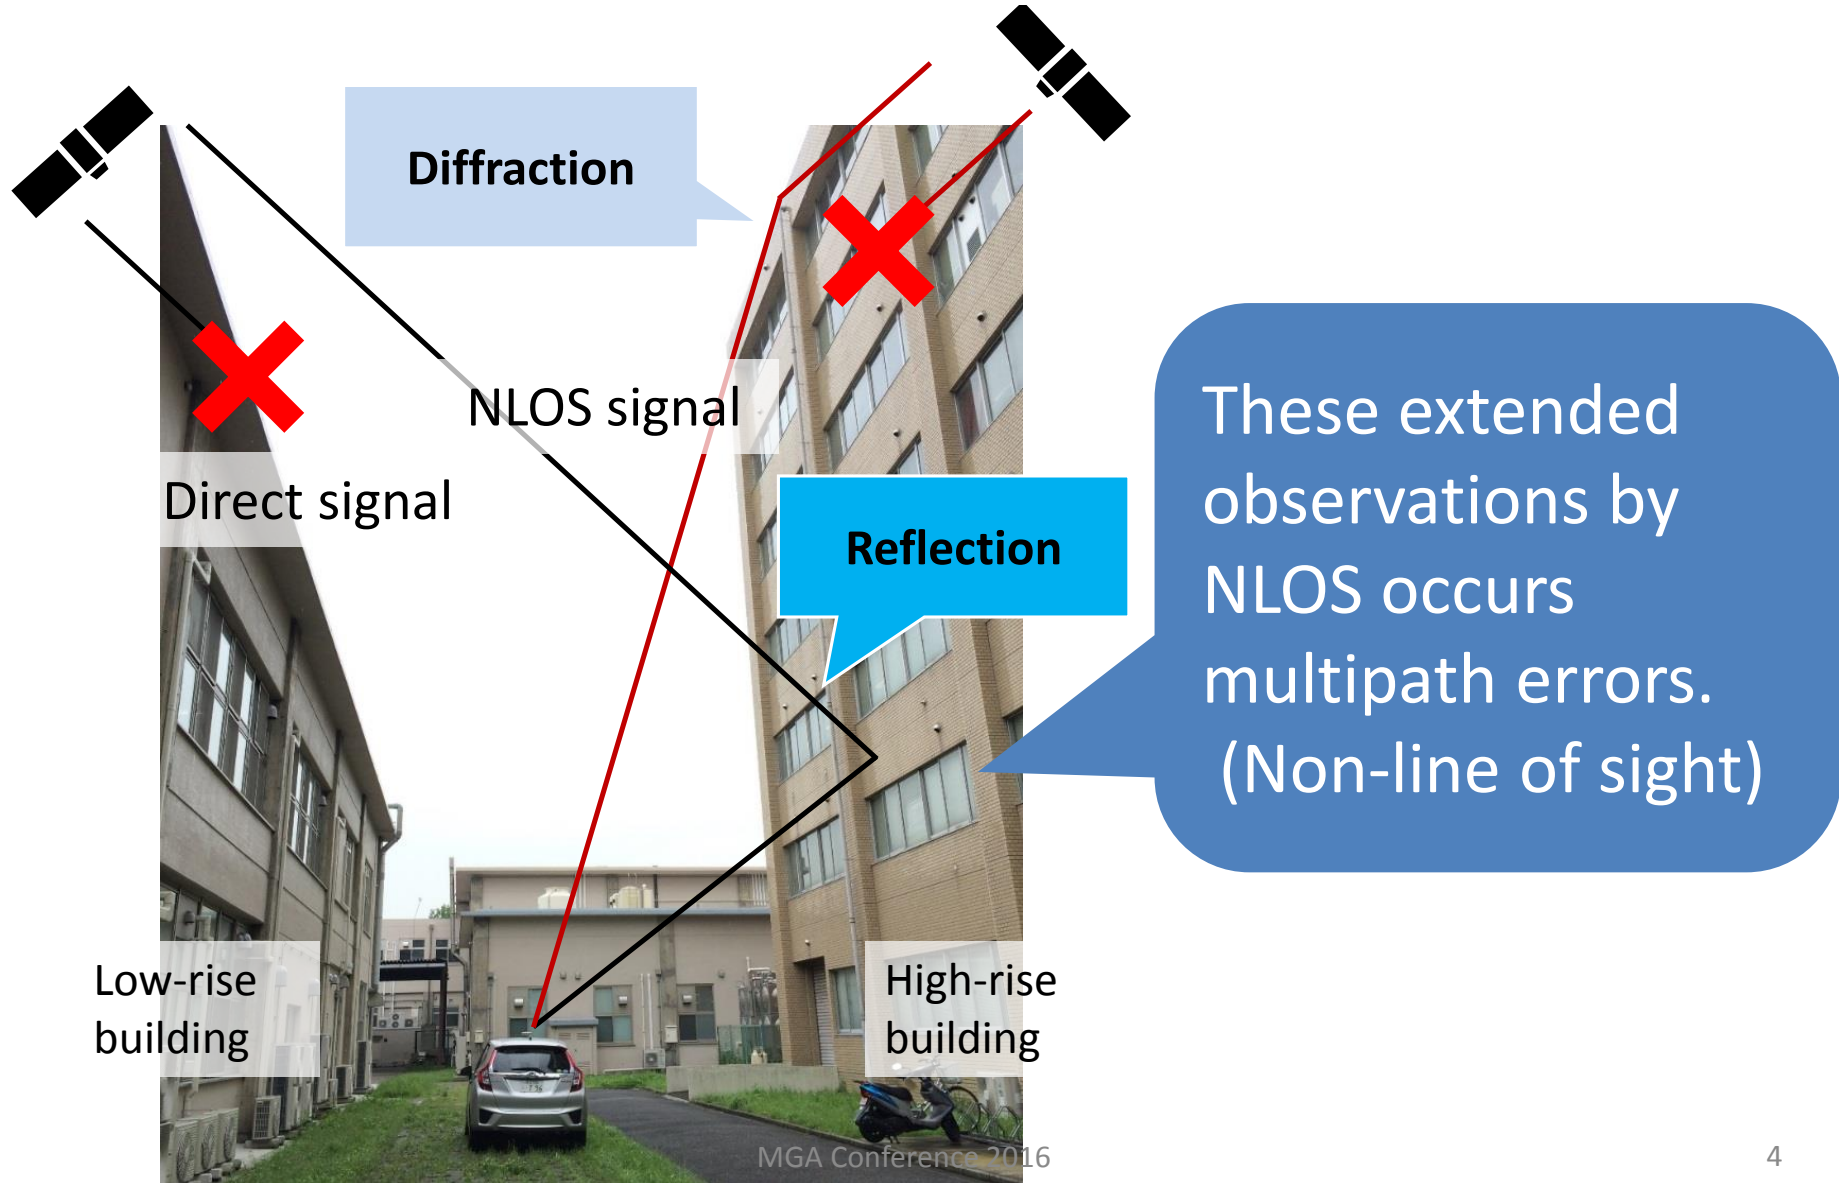 Diffraction
NLOS signal
Direct signal
Reflection
These extended
observations by
NLOS occurs
multipath errors.
(Non-line of sight)
Low-rise
building
High-rise
building
MGA Conference 2016
4